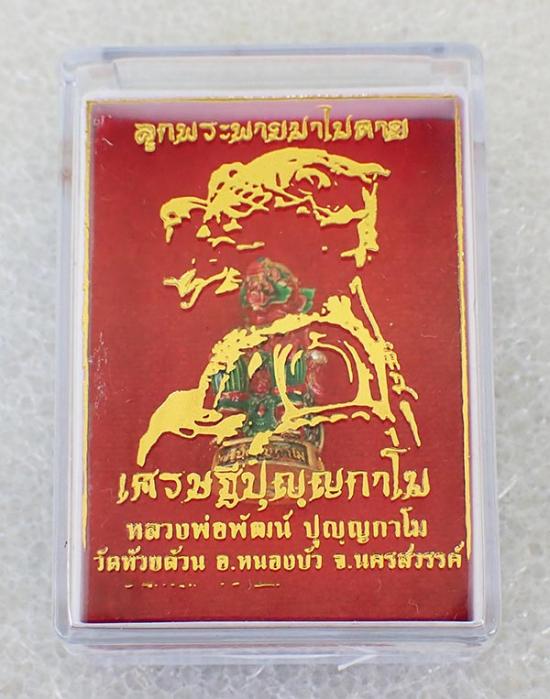 ลูกพระพายมาไปตาย
เศรษฐีปุญฺญกาโม
หลวงพ่อพัฒน์ ปุญฺญกาโม
วัดห้วยด้วน อ.หนองบัว จ.นครสวรรค์